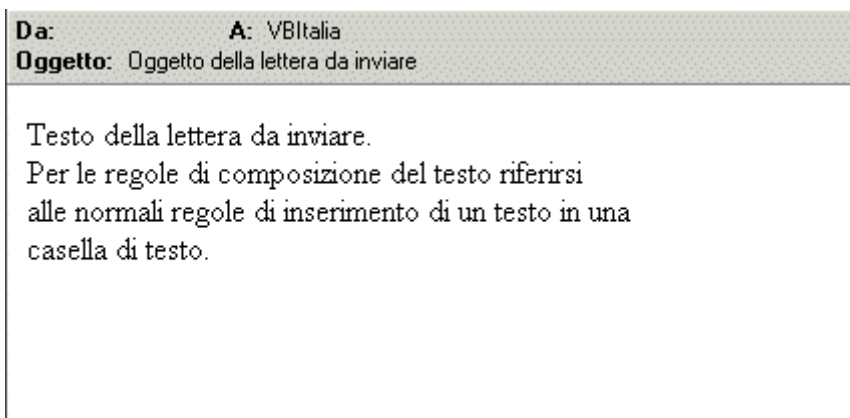 Da: A: VBItalia
Oggetto: Oggetto della lettera da inviare
Testo della lettera da inviare.
Per le regole di composizione del testo riferirsi
alle normali regole di inserimento di un testo in una
casella di testo.